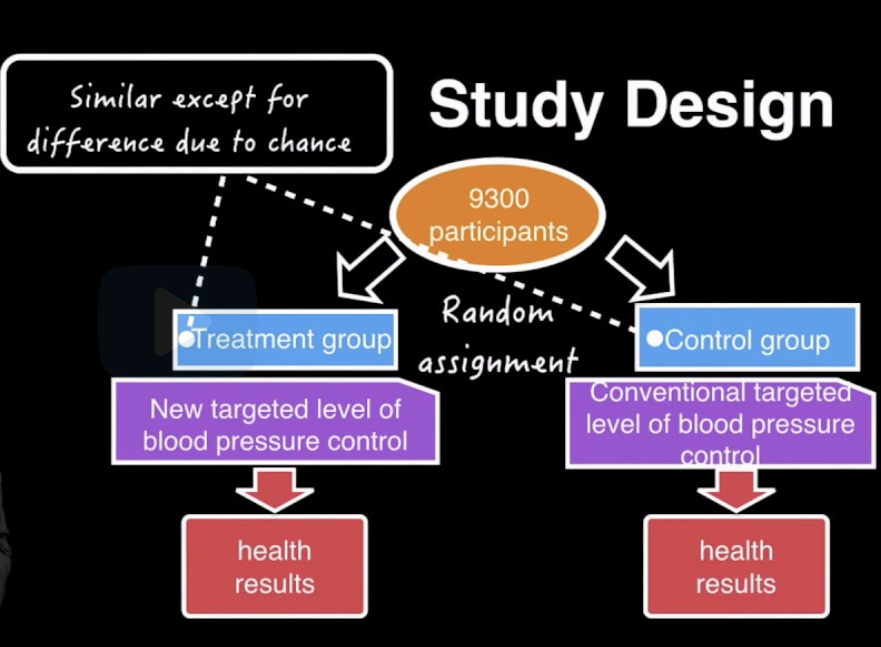 Study Design
Similar except for
difference due to chance
9300
participants
Random
assignment
Treatment group
Control group
New targeted level of
blood pressure control
Conventional targeted
level of blood pressure
control
health
results
health
results